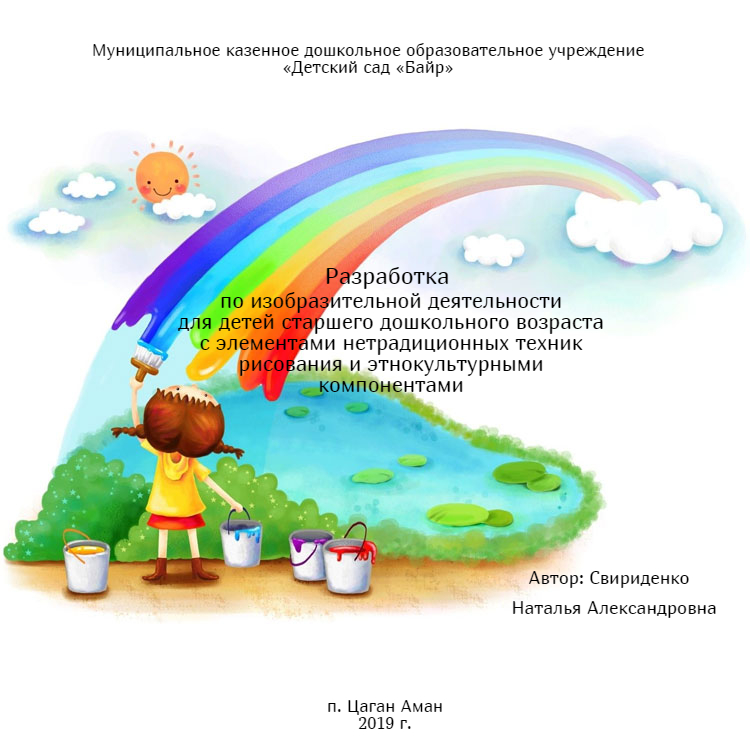 Муниципальное казенное дошкольное образовательное учреждение
«Детский сад «Байр»
Разработка
по изобразительной деятельности
для детей старшего дошкольного возраста
с элементами нетрадиционных техник
рисования и этнокультурными
компонентами
Автор: Свириденко
Наталья Александровна
п. Цаган Аман
2019 г.